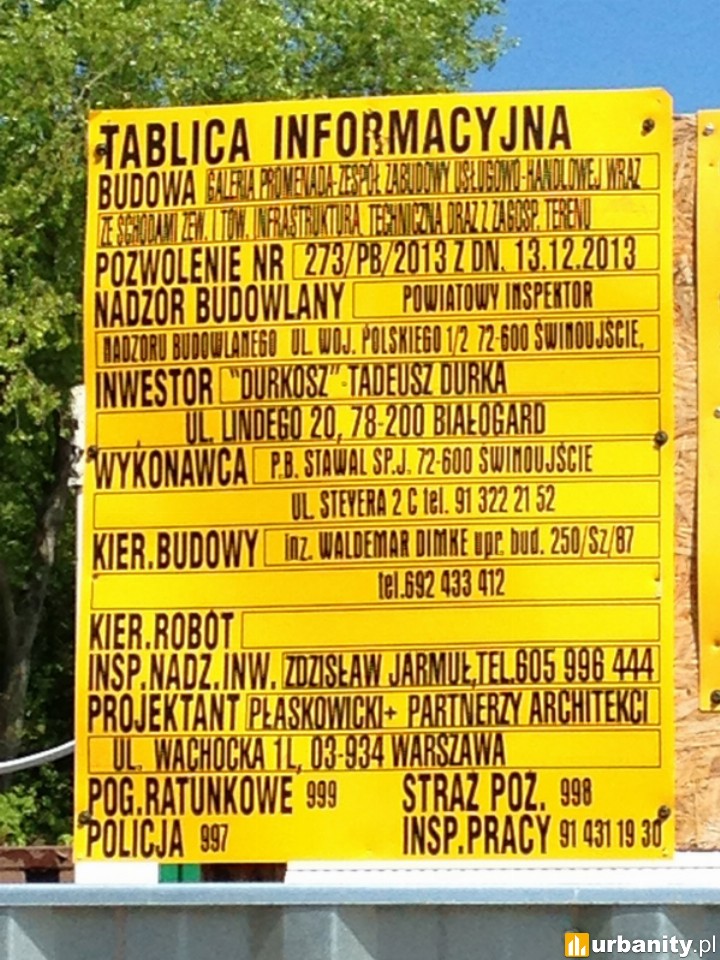 TABLICA INFORMACYJNA
BUDOWA GALERIA PROMENADA-ZESPÓŁ ZABUDOWY USŁUGOWO-HANDLOWEJ WRAZ
ZE SCHODAMI ZEW. I TOW. INFRASTRUKTURA TECHNICZNA ORAZ Z ZAGOSP. TERENU
POZWOLENIE NR 273/PB/2013 Z DN. 13.12.2013
NADZÓR BUDOWLANY POWIATOWY INSPEKTOR
NADZORU BUDOWLANEGO UL. WOJ. POLSKIEGO 1/2 72-600 ŚWINOUJŚCIE,
INWESTOR "DURKOSZ"-TADEUSZ DURKA
UL. LINDEGO 20, 78-200 BIAŁOGARD
WYKONAWCA P.B. STAWAL SP.J. 72-600 ŚWINOUJŚCIE
UL. STEYERA 2 C tel. 91 322 21 52
KIER.BUDOWY inz. WALDEMAR DIMKE upr. bud. 250/Sz/87
tel.692 433 412
KIER.ROBÓT
INSP.NADZ.INW. ZDZISŁAW JARMUŁ,TEL.605 996 444
PROJEKTANT PŁASKOWICKI+ PARTNERZY ARCHITEKCI
UL. WACHOCKA 1L, 03-934 WARSZAWA
POG.RATUNKOWE 999 STRAŻ POŻ. 998
POLICJA 997 INSP.PRACY 91 431 19 30
urbanity.pl